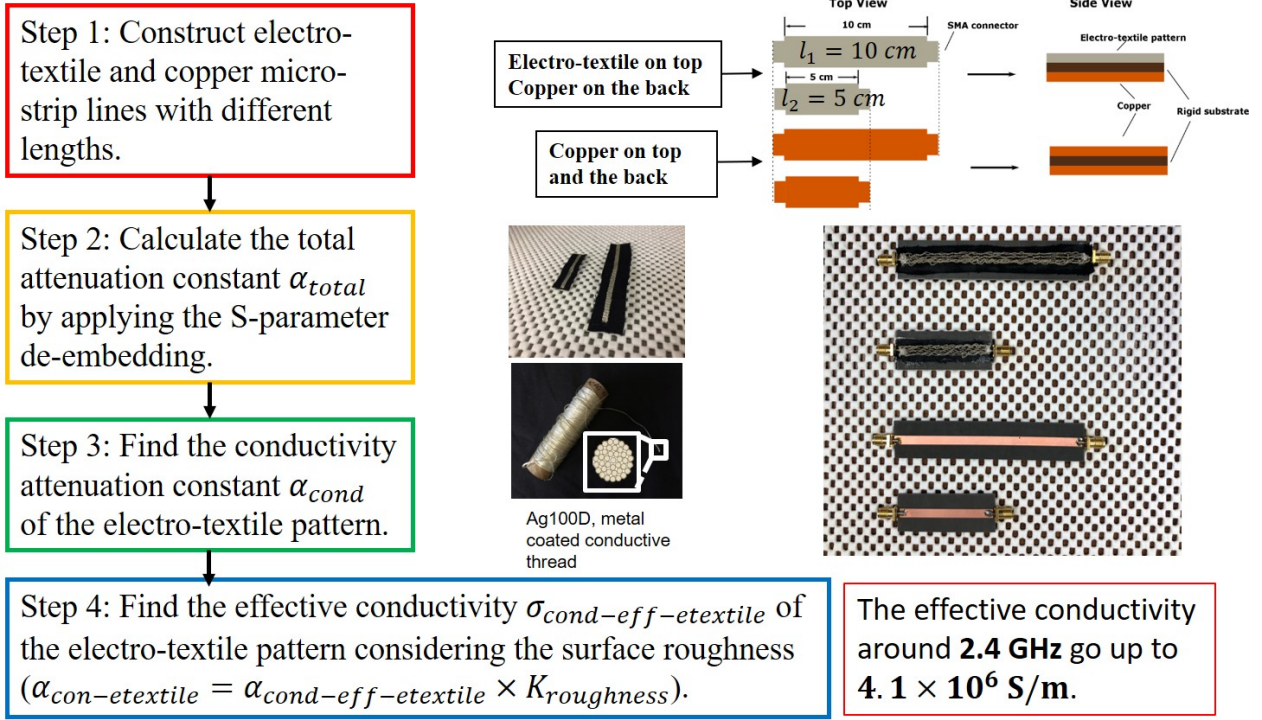 Step 1: Construct electro-
textile and copper micro-
strip lines with different
lengths.
Step 2: Calculate the total
attenuation constant α_total
by applying the S-parameter
de-embedding.
Step 3: Find the conductivity
attenuation constant α_cond
of the electro-textile pattern.
Step 4: Find the effective conductivity σ_cond−eff−etextile of
the electro-textile pattern considering the surface roughness
(α_con−etextile = α_cond−eff−etextile × K_roughness).
Electro-textile on top
Copper on the back
Copper on top
and the back
Top View
10 cm
l₁ = 10 cm
SMA connector
5 cm
l₂ = 5 cm
Side View
Electro-textile pattern
Copper
Rigid substrate
Ag100D, metal
coated conductive
thread
The effective conductivity
around 2.4 GHz go up to
4.1 × 10⁶ S/m.